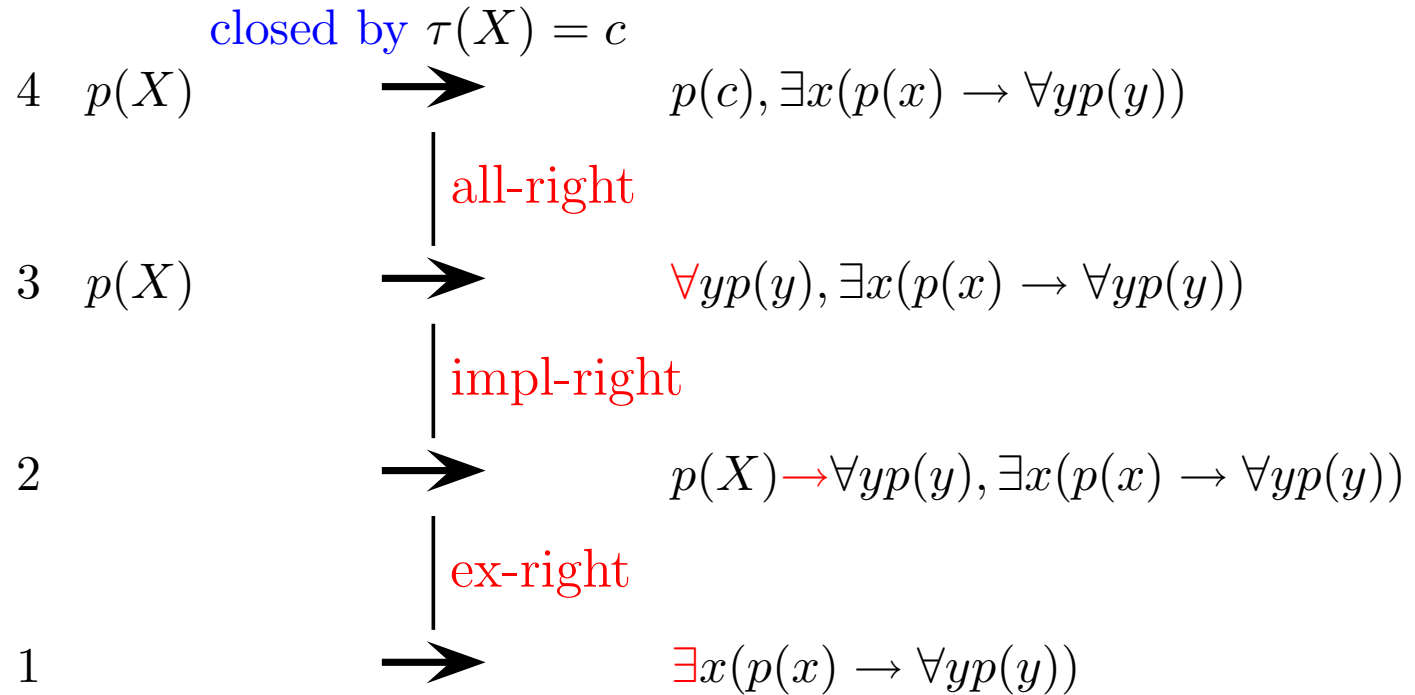 closed by τ(X) = c
4 p(X) → p(c), ∃x(p(x) → ∀yp(y))
all-right
3 p(X) → ∀yp(y), ∃x(p(x) → ∀yp(y))
impl-right
2 → p(X)→∀yp(y), ∃x(p(x) → ∀yp(y))
ex-right
1 → ∃x(p(x) → ∀yp(y))